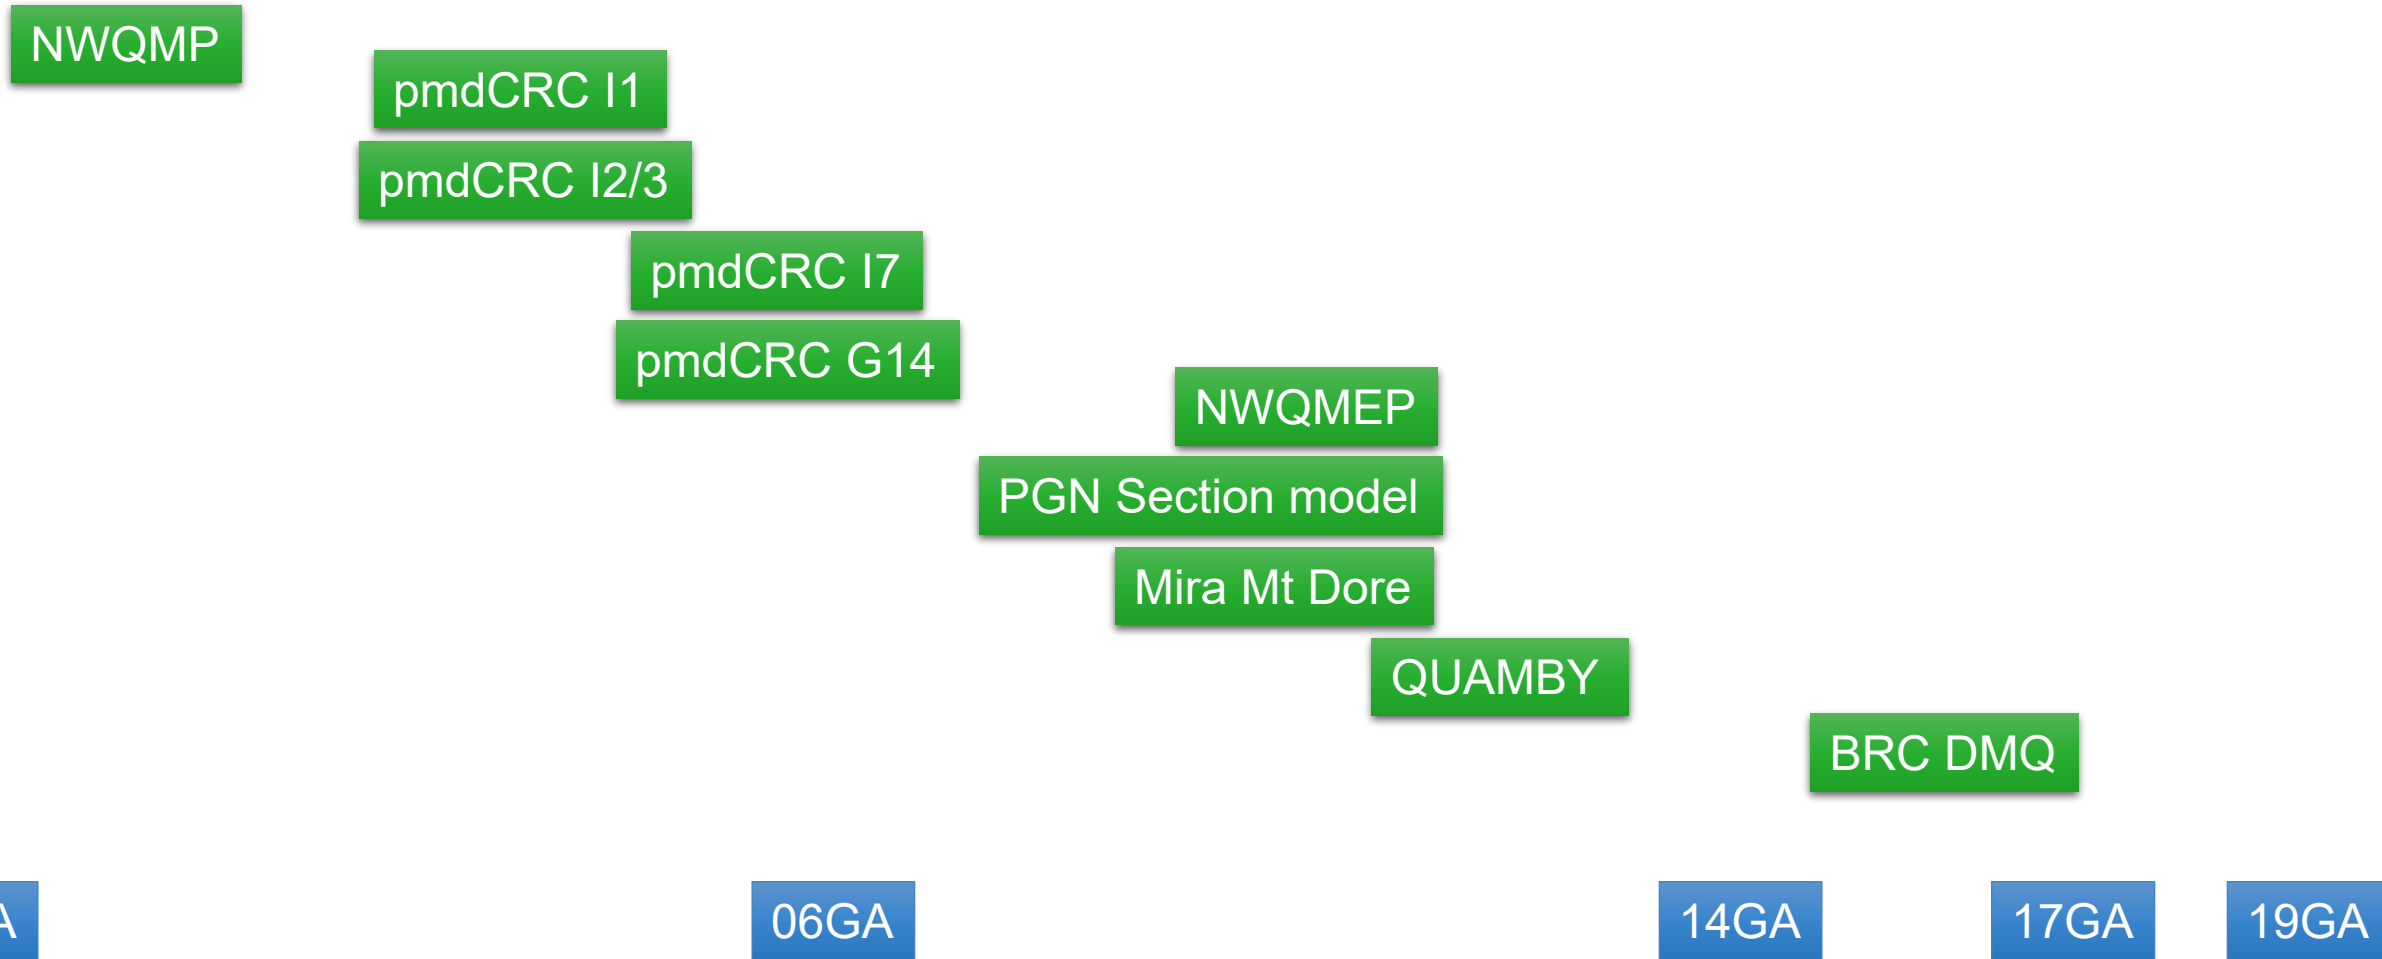 NWQMP
pmdCRC I1
pmdCRC I2/3
pmdCRC I7
pmdCRC G14
NWQMEP
PGN Section model
Mira Mt Dore
QUAMBY
BRC DMQ
06GA
14GA
17GA
19GA